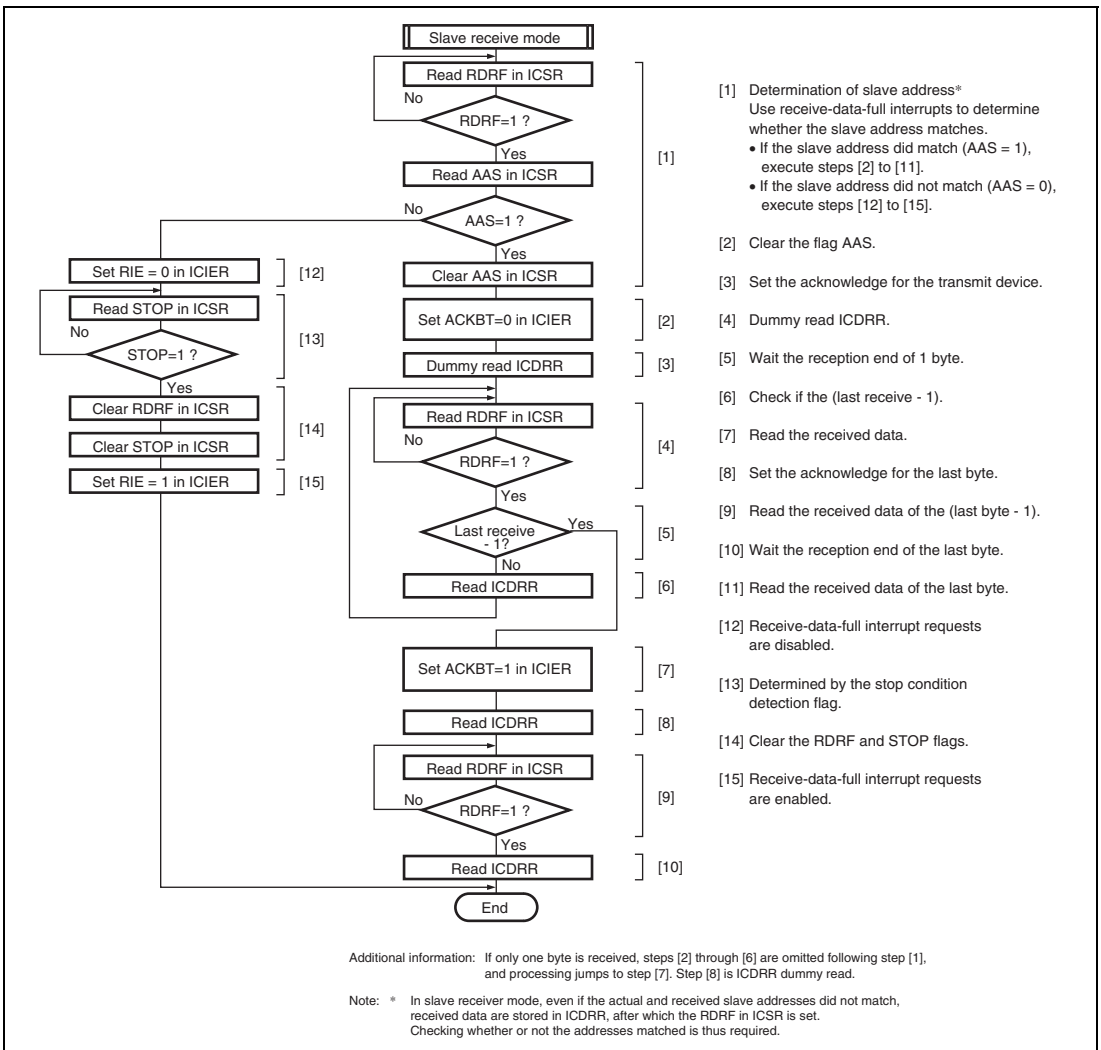 Slave receive mode
Read RDRF in ICSR
No
RDRF=1 ?
Yes
[1]
Read AAS in ICSR
No
AAS=1 ?
Yes
Clear AAS in ICSR
Set RIE = 0 in ICIER
[12]
Read STOP in ICSR
No
STOP=1 ?
[13]
Yes
Clear RDRF in ICSR
Clear STOP in ICSR
[14]
Set RIE = 1 in ICIER
[15]
Set ACKBT=0 in ICIER
[2]
Dummy read ICDRR
[3]
Read RDRF in ICSR
No
RDRF=1 ?
[4]
Yes
Last receive
- 1?
Yes
[5]
No
Read ICDRR
[6]
Set ACKBT=1 in ICIER
[7]
Read ICDRR
[8]
Read RDRF in ICSR
No
RDRF=1 ?
[9]
Yes
Read ICDRR
[10]
End
[1] Determination of slave address*
Use receive-data-full interrupts to determine
whether the slave address matches.
• If the slave address did match (AAS = 1),
execute steps [2] to [11].
• If the slave address did not match (AAS = 0),
execute steps [12] to [15].
[2] Clear the flag AAS.
[3] Set the acknowledge for the transmit device.
[4] Dummy read ICDRR.
[5] Wait the reception end of 1 byte.
[6] Check if the (last receive - 1).
[7] Read the received data.
[8] Set the acknowledge for the last byte.
[9] Read the received data of the (last byte - 1).
[10] Wait the reception end of the last byte.
[11] Read the received data of the last byte.
[12] Receive-data-full interrupt requests
are disabled.
[13] Determined by the stop condition
detection flag.
[14] Clear the RDRF and STOP flags.
[15] Receive-data-full interrupt requests
are enabled.
Additional information: If only one byte is received, steps [2] through [6] are omitted following step [1],
and processing jumps to step [7]. Step [8] is ICDRR dummy read.
Note: * In slave receiver mode, even if the actual and received slave addresses did not match,
received data are stored in ICDRR, after which the RDRF in ICSR is set.
Checking whether or not the addresses matched is thus required.